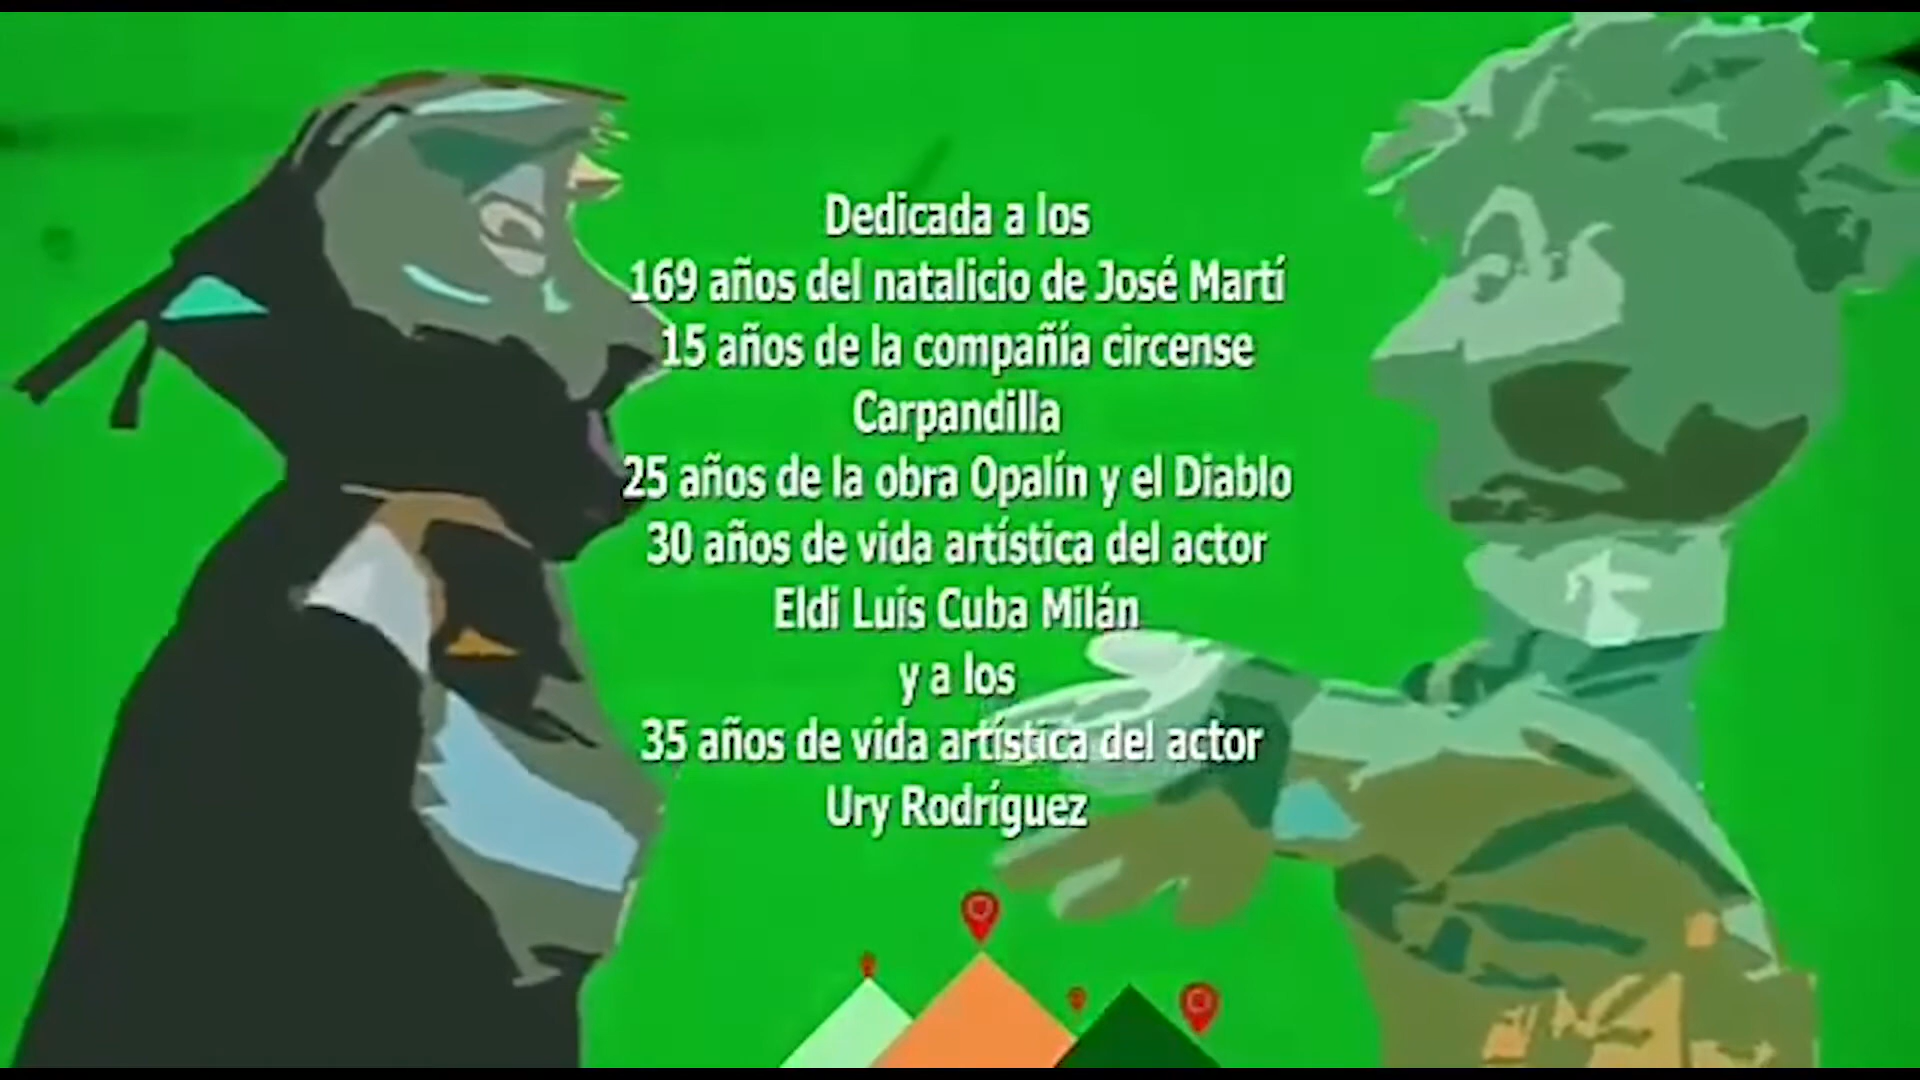 Dedicada a los
169 años del natalicio de José Martí
15 años de la compañía circense
Carpandilla
25 años de la obra Opalín y el Diablo
30 años de vida artística del actor
Eldi Luis Cuba Milán
y a los
35 años de vida artística del actor
Ury Rodríguez